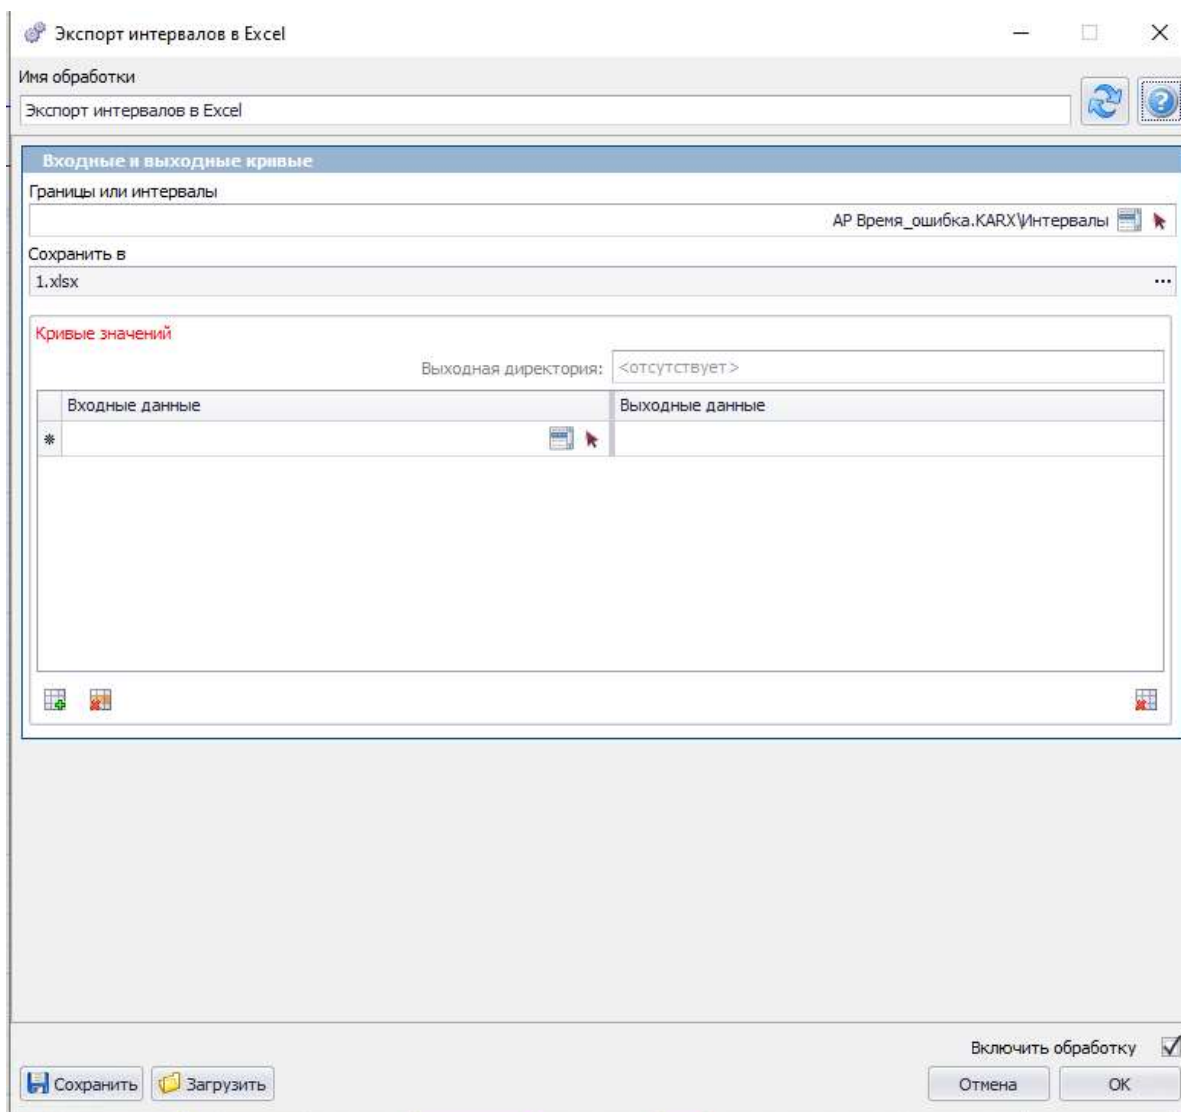 Экспорт интервалов в Excel
Имя обработки
Экспорт интервалов в Excel
Входные и выходные кривые
Границы или интервалы
АР Время_ошибка.KARX\Интервалы
Сохранить в
1.xlsx
Кривые значений
Выходная директория: <отсутствует>
Входные данные Выходные данные
Включить обработку
Сохранить Загрузить Отмена OK